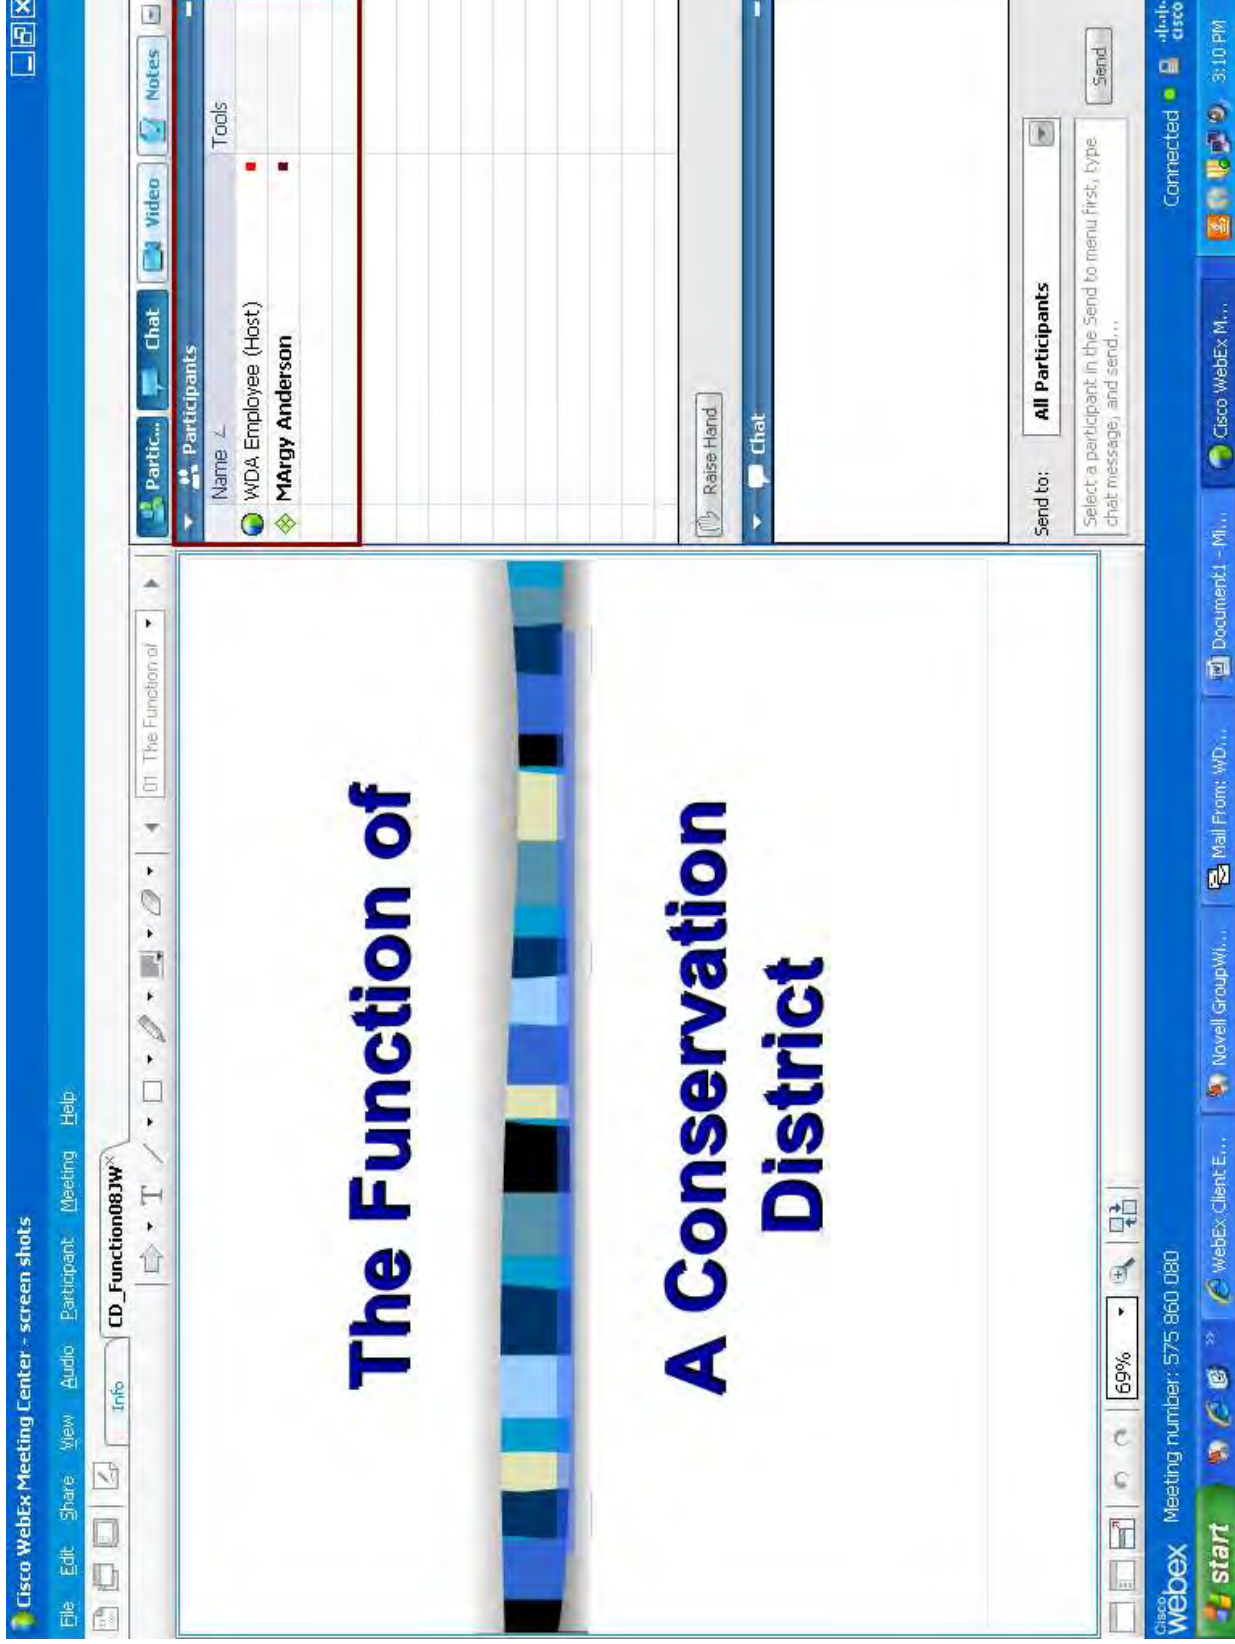 Cisco WebEx Meeting Center - screen shots
File Edit Share View Audio Participant Meeting Help
Info CD_Function08JW
T 01: The Function of
Partic... Chat Video Notes
The Function of
A Conservation
District
Participants
Name Tools
WDA Employee (Host)
MArgy Anderson
Raise Hand
Chat
Send to: All Participants
Select a participant in the Send to menu first, type
chat message, and send...
Send
69%
cisco
webex Meeting number: 575 860 080
Connected
cisco
start
WebEx Client E...
Novell GroupWi...
Mail From: WD...
Document1 - Mi...
Cisco WebEx M...
3:10 PM